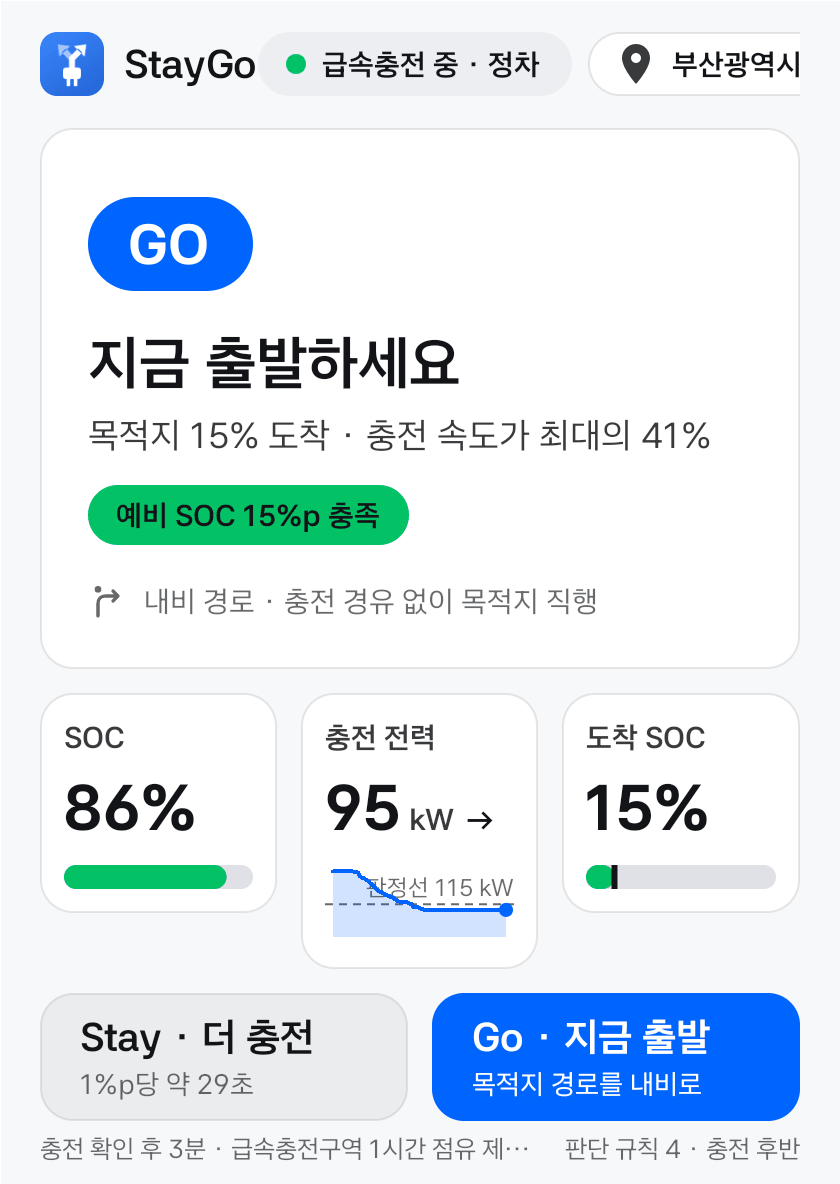 StayGo 급속충전 중 · 정차 부산광역시
GO
지금 출발하세요
목적지 15% 도착 · 충전 속도가 최대의 41%
예비 SOC 15%p 충족
내비 경로 · 충전 경유 없이 목적지 직행
SOC
86%
충전 전력
95 kW →
판정선 115 kW
도착 SOC
15%
Stay · 더 충전
1%p당 약 29초
Go · 지금 출발
목적지 경로를 내비로
충전 확인 후 3분 · 급속충전구역 1시간 점유 제…
판단 규칙 4 · 충전 후반